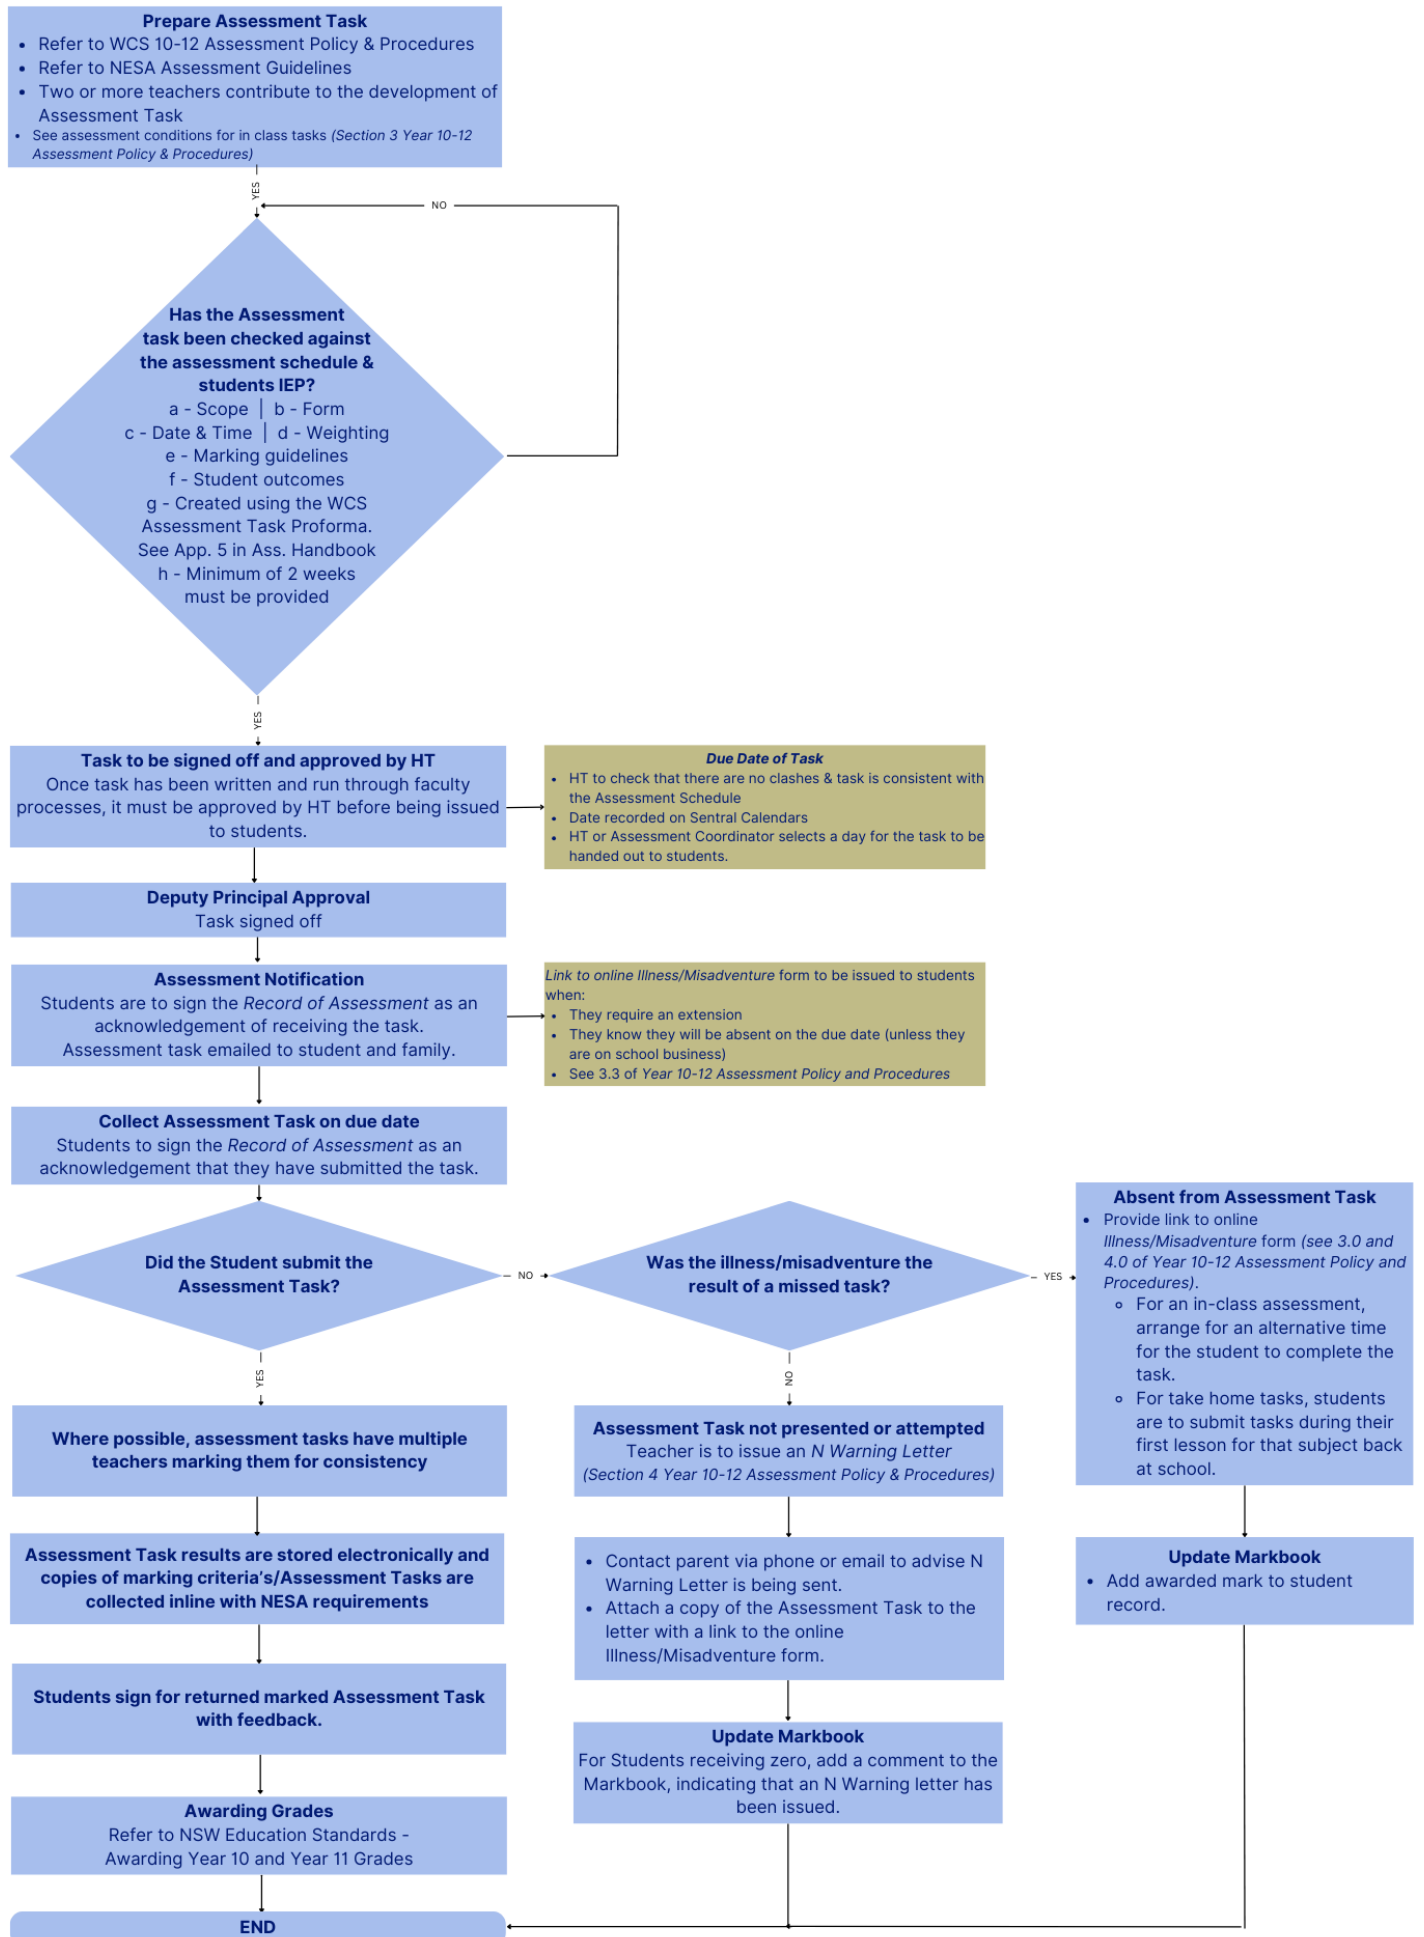 Prepare Assessment Task
• Refer to WCS 10-12 Assessment Policy & Procedures
• Refer to NESA Assessment Guidelines
• Two or more teachers contribute to the development of
Assessment Task
• See assessment conditions for in class tasks (Section 3 Year 10-12
Assessment Policy & Procedures)
YES
NO
Has the Assessment
task been checked against
the assessment schedule &
students IEP?
a - Scope | b - Form
c - Date & Time | d - Weighting
e - Marking guidelines
f - Student outcomes
g - Created using the WCS
Assessment Task Proforma.
See App. 5 in Ass. Handbook
h - Minimum of 2 weeks
must be provided
YES
Task to be signed off and approved by HT
Once task has been written and run through faculty
processes, it must be approved by HT before being issued
to students.
Due Date of Task
• HT to check that there are no clashes & task is consistent with
the Assessment Schedule
• Date recorded on Sentral Calendars
• HT or Assessment Coordinator selects a day for the task to be
handed out to students.
Deputy Principal Approval
Task signed off
Assessment Notification
Students are to sign the Record of Assessment as an
acknowledgement of receiving the task.
Assessment task emailed to student and family.
Link to online Illness/Misadventure form to be issued to students
when:
• They require an extension
• They know they will be absent on the due date (unless they
are on school business)
• See 3.3 of Year 10-12 Assessment Policy and Procedures
Collect Assessment Task on due date
Students to sign the Record of Assessment as an
acknowledgement that they have submitted the task.
Did the Student submit the
Assessment Task?
NO
Was the illness/misadventure the
result of a missed task?
YES
Absent from Assessment Task
• Provide link to online
Illness/Misadventure form (see 3.0 and
4.0 of Year 10-12 Assessment Policy and
Procedures).
◦ For an in-class assessment,
arrange for an alternative time
for the student to complete the
task.
◦ For take home tasks, students
are to submit tasks during their
first lesson for that subject back
at school.
YES
NO
Where possible, assessment tasks have multiple
teachers marking them for consistency
Assessment Task not presented or attempted
Teacher is to issue an N Warning Letter
(Section 4 Year 10-12 Assessment Policy & Procedures)
Assessment Task results are stored electronically and
copies of marking criteria's/Assessment Tasks are
collected inline with NESA requirements
• Contact parent via phone or email to advise N
Warning Letter is being sent.
• Attach a copy of the Assessment Task to the
letter with a link to the online
Illness/Misadventure form.
Update Markbook
• Add awarded mark to student
record.
Students sign for returned marked Assessment Task
with feedback.
Update Markbook
For Students receiving zero, add a comment to the
Markbook, indicating that an N Warning letter has
been issued.
Awarding Grades
Refer to NSW Education Standards -
Awarding Year 10 and Year 11 Grades
END